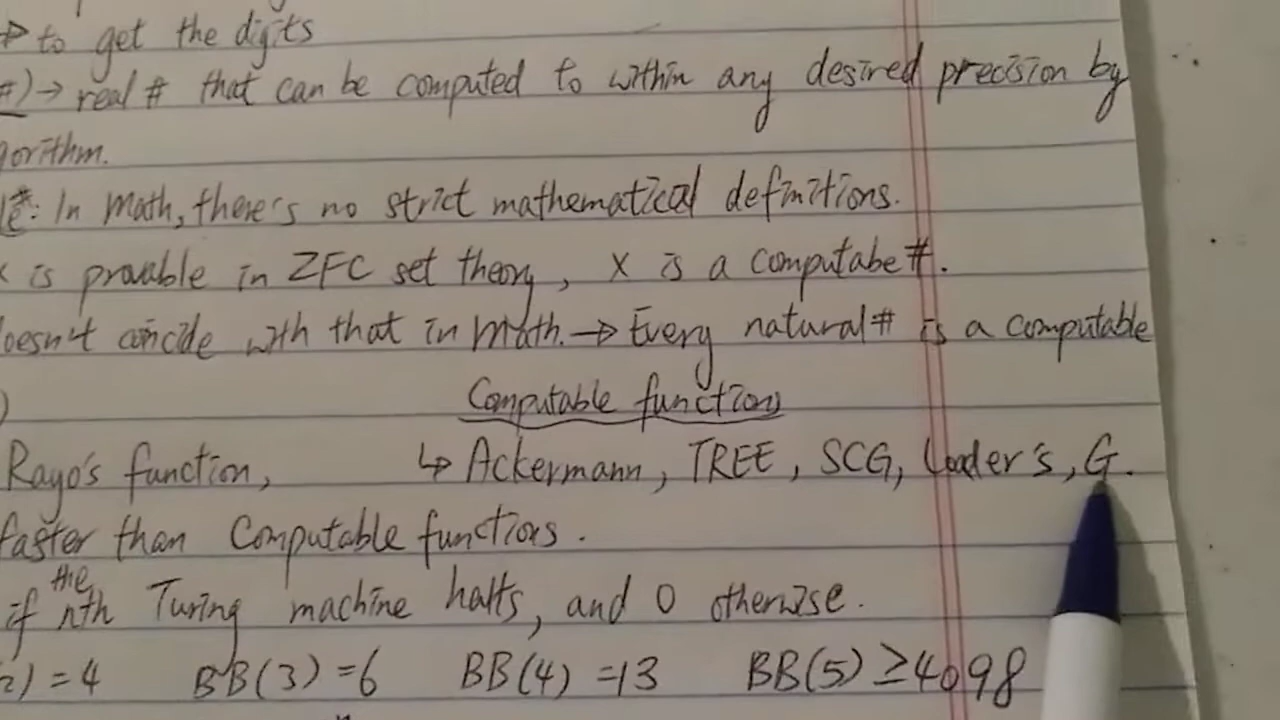 to get the digits
#) → real # that can be computed to within any desired precision by
gorithm.
#: In math, there's no strict mathematical definitions.
x is provable in ZFC set theory, X is a computabe #.
oesn't coincide with that in math. → Every natural # is a computable
)
Computable functions
Rayo's function, ↳ Ackermann, TREE, SCG, Loader's, G.
faster than Computable functions.
the
if nth Turing machine halts, and 0 otherwise.
2) = 4 BB(3) = 6 BB(4) = 13 BB(5) ≥ 4098